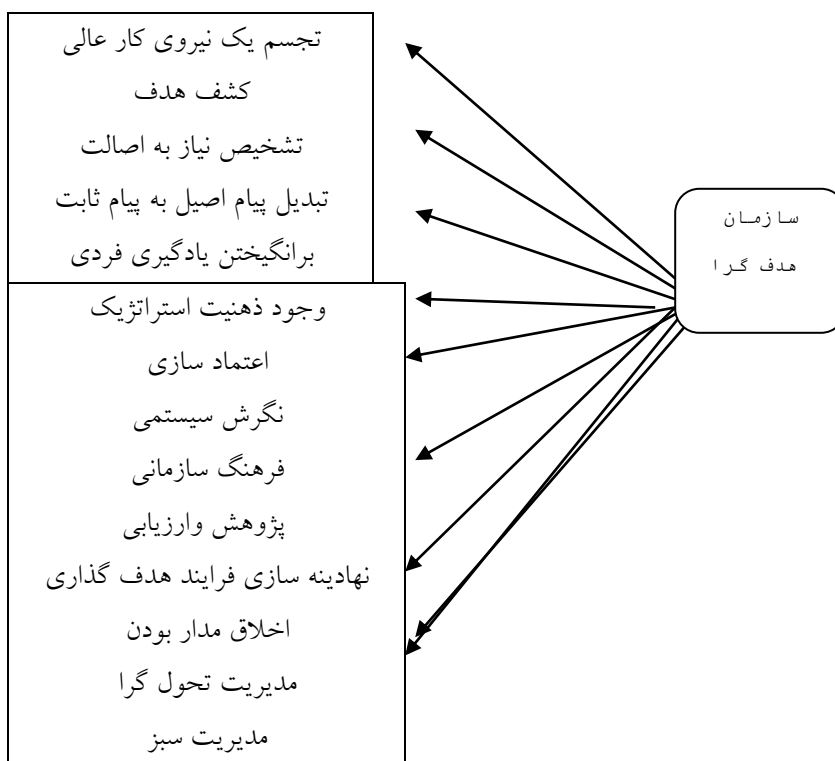 تجسم یک نیروی کار عالی
کشف هدف
تشخیص نیاز به اصالت
تبدیل پیام اصیل به پیام ثابت
برانگیختن یادگیری فردی
وجود ذهنیت استراتژیک
اعتماد سازی
نگرش سیستمی
فرهنگ سازمانی
پژوهش وارزیابی
نهادینه سازی فرایند هدف گذاری
اخلاق مدار بودن
مدیریت تحول گرا
مدیریت سبز
سازمان
هدف گرا